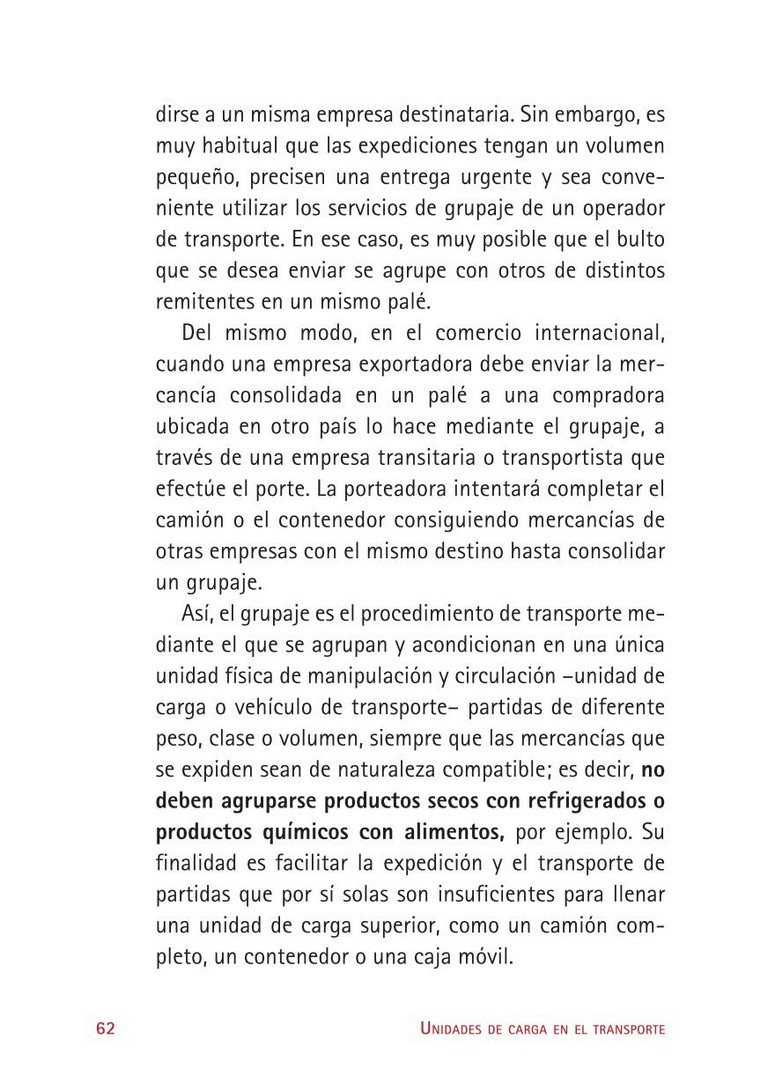 dirse a un misma empresa destinataria. Sin embargo, es
muy habitual que las expediciones tengan un volumen
pequeño, precisen una entrega urgente y sea conve-
niente utilizar los servicios de grupaje de un operador
de transporte. En ese caso, es muy posible que el bulto
que se desea enviar se agrupe con otros de distintos
remitentes en un mismo palé.
Del mismo modo, en el comercio internacional,
cuando una empresa exportadora debe enviar la mer-
cancía consolidada en un palé a una compradora
ubicada en otro país lo hace mediante el grupaje, a
través de una empresa transitaria o transportista que
efectúe el porte. La porteadora intentará completar el
camión o el contenedor consiguiendo mercancías de
otras empresas con el mismo destino hasta consolidar
un grupaje.
Así, el grupaje es el procedimiento de transporte me-
diante el que se agrupan y acondicionan en una única
unidad física de manipulación y circulación –unidad de
carga o vehículo de transporte– partidas de diferente
peso, clase o volumen, siempre que las mercancías que
se expiden sean de naturaleza compatible; es decir, no
deben agruparse productos secos con refrigerados o
productos químicos con alimentos, por ejemplo. Su
finalidad es facilitar la expedición y el transporte de
partidas que por sí solas son insuficientes para llenar
una unidad de carga superior, como un camión com-
pleto, un contenedor o una caja móvil.
62 Unidades de carga en el transporte